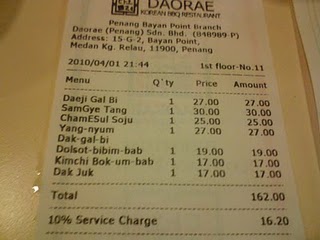 DAORAE
KOREAN BBQ RESTAURANT
Penang Bayan Point Branch
Daorae (Penang) Sdn. Bhd. (848989-P)
Address: 15-G-2, Bayan Point,
Medan Kg. Relau, 11900, Penang
2010/04/01 21:44 1st floor-No.11
Menu Q'ty Price Amount
Daeji Gal Bi 1 27.00 27.00
SamGye Tang 1 30.00 30.00
ChamESul Soju 1 25.00 25.00
Yang-nyum 1 27.00 27.00
Dak-gal-bi
Dolsot-bibim-bab 1 19.00 19.00
Kimchi Bok-um-bab 1 17.00 17.00
Dak Juk 1 17.00 17.00
Total 162.00
10% Service Charge 16.20